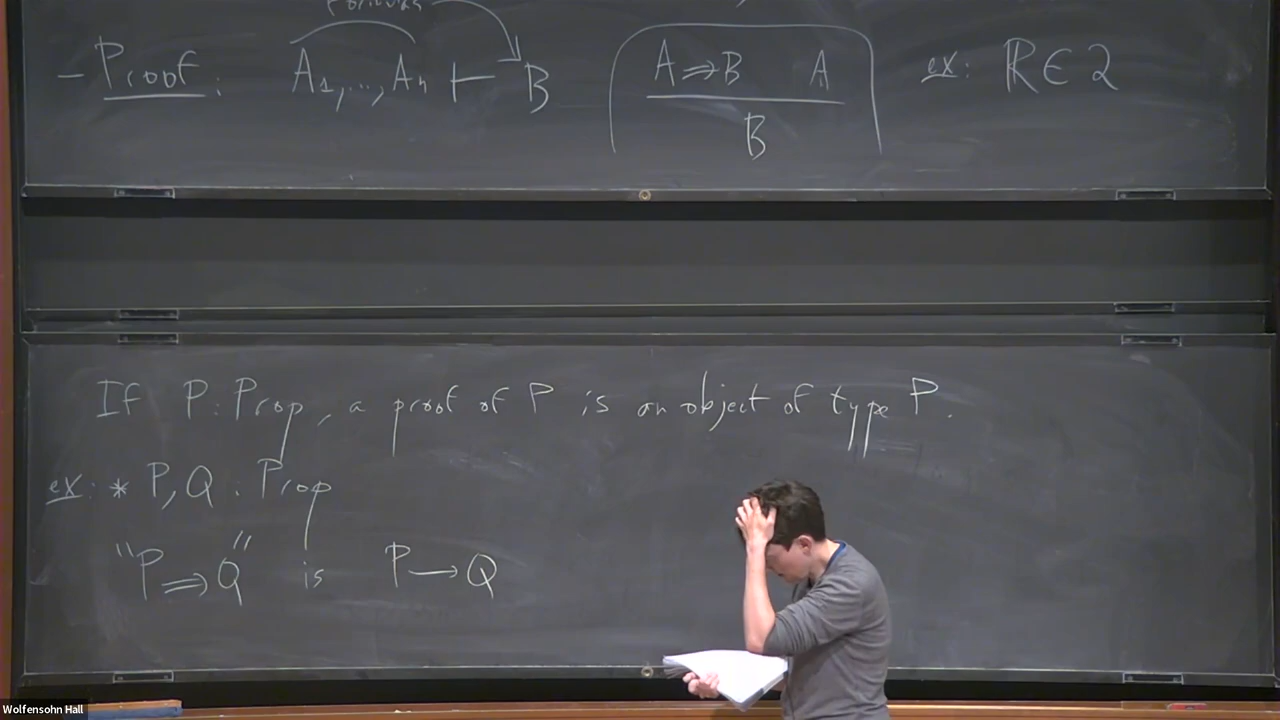 – Proof: A₁,..,Aₙ ⊢ B
A ⇒ B A
B
ex: ℝ ∈ 2
If P : Prop, a proof of P is an object of type P.
ex: * P, Q : Prop
"P ⇒ Q" is P → Q
Wolfensohn Hall